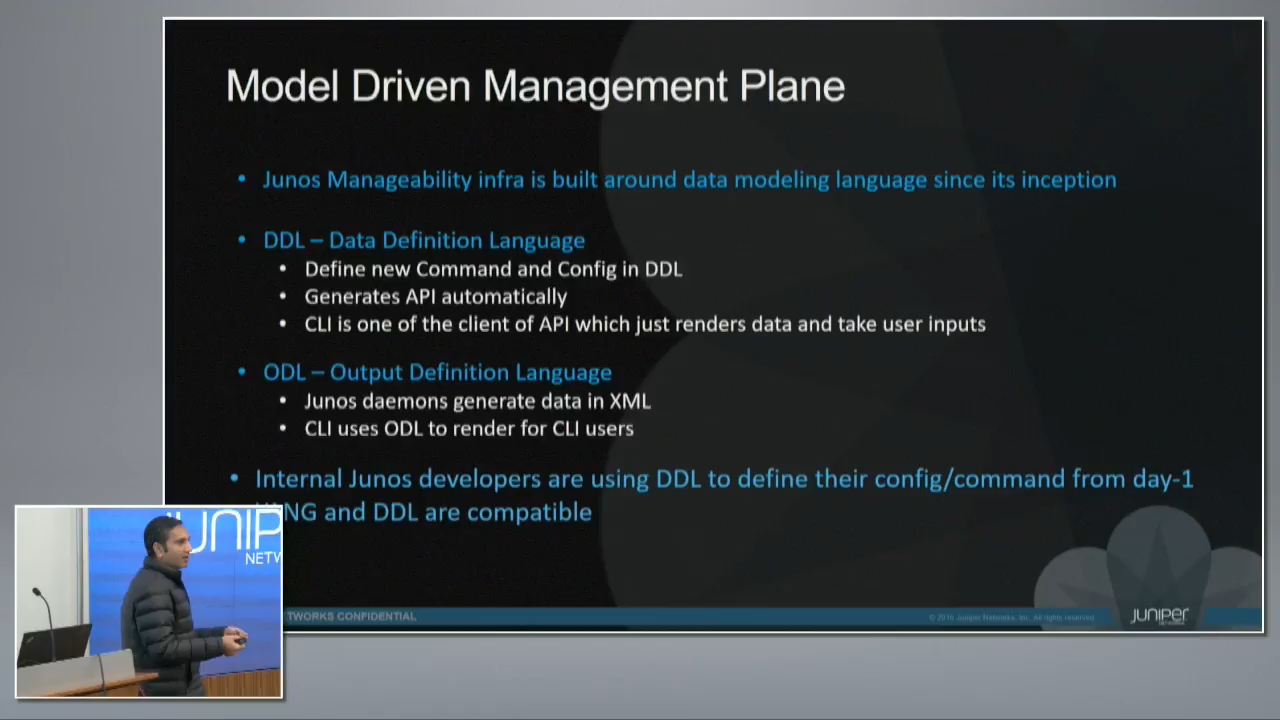 Model Driven Management Plane
• Junos Manageability infra is built around data modeling language since its inception
• DDL – Data Definition Language
• Define new Command and Config in DDL
• Generates API automatically
• CLI is one of the client of API which just renders data and take user inputs
• ODL – Output Definition Language
• Junos daemons generate data in XML
• CLI uses ODL to render for CLI users
• Internal Junos developers are using DDL to define their config/command from day-1
and DDL are compatible
CONFIDENTIAL
© 2016 Juniper Networks, Inc. All rights reserved
JUNIPER
NETWORKS